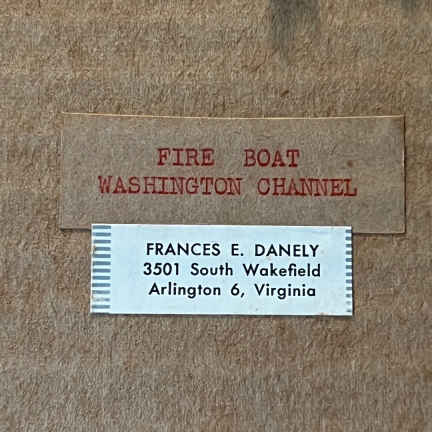 FIRE BOAT
WASHINGTON CHANNEL
FRANCES E. DANELY
3501 South Wakefield
Arlington 6, Virginia